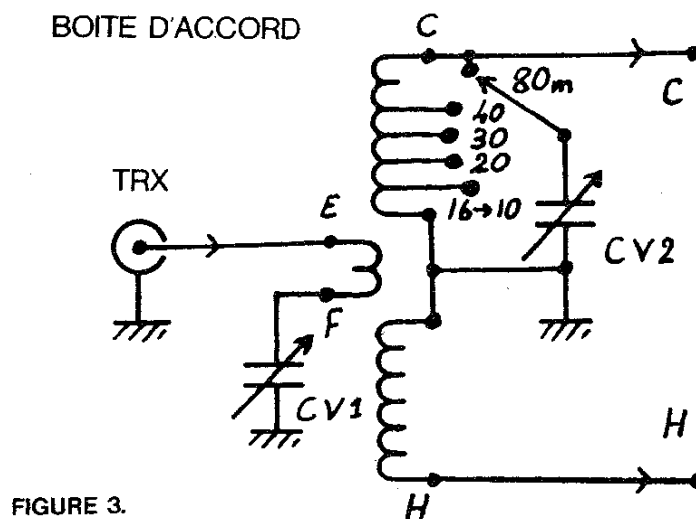 BOITE D'ACCORD
C
80m
C
40
30
20
16→10
TRX
E
CV2
F
CV1
H
H
FIGURE 3.